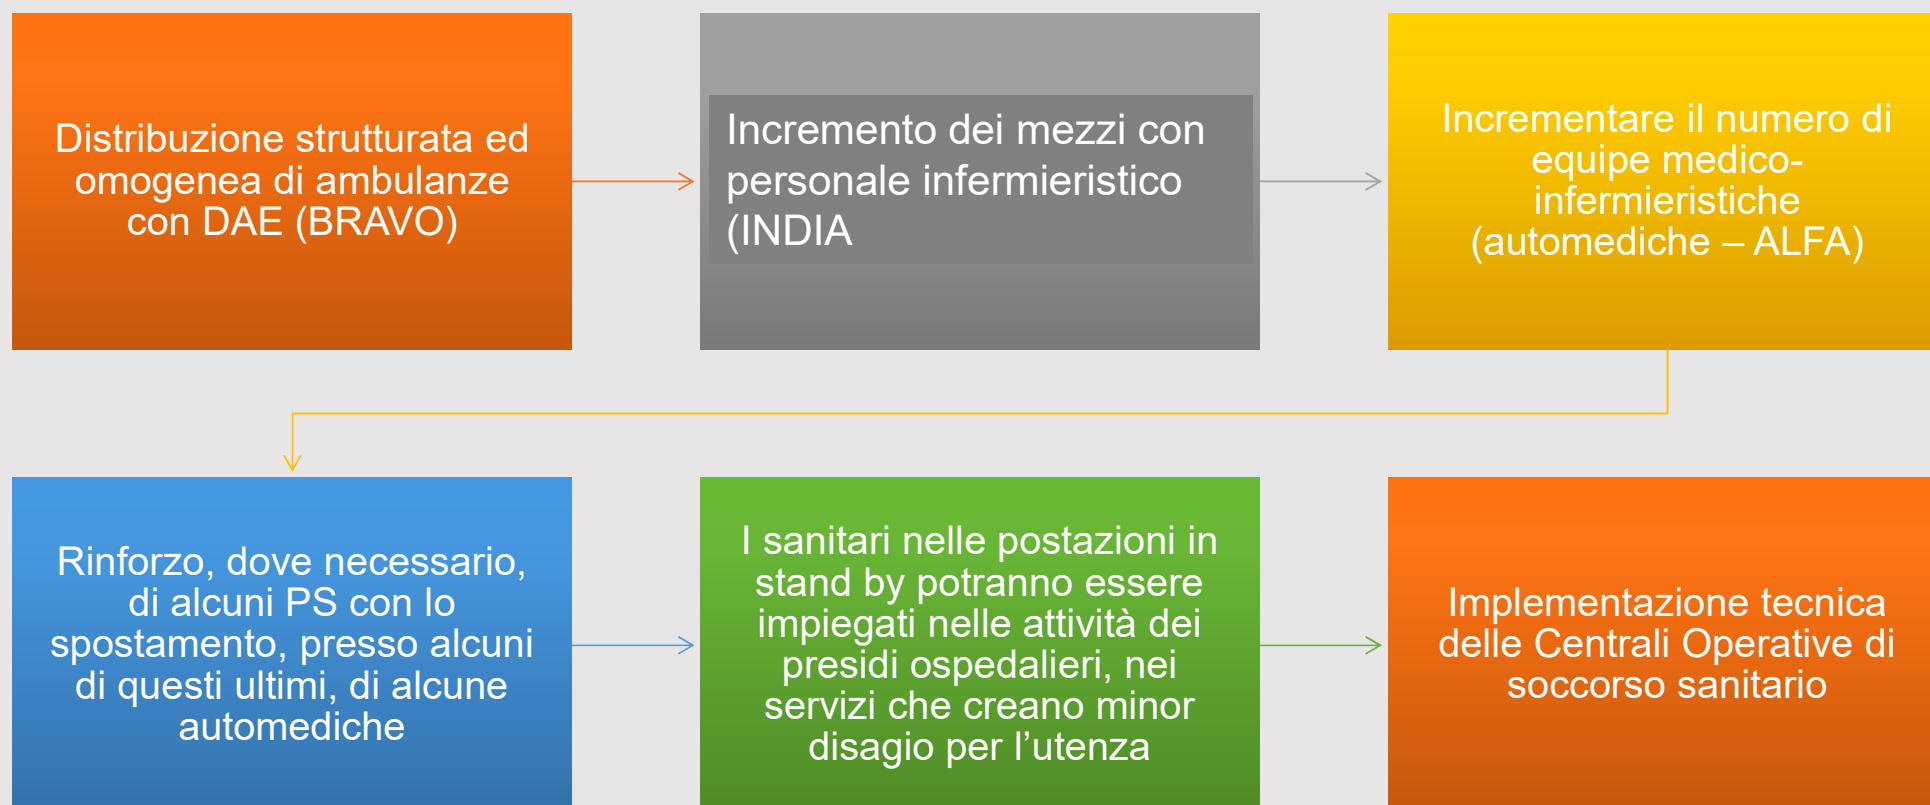 Distribuzione strutturata ed
omogenea di ambulanze
con DAE (BRAVO)
Incremento dei mezzi con
personale infermieristico
(INDIA
Incrementare il numero di
equipe medico-
infermieristiche
(automediche – ALFA)
Rinforzo, dove necessario,
di alcuni PS con lo
spostamento, presso alcuni
di questi ultimi, di alcune
automediche
I sanitari nelle postazioni in
stand by potranno essere
impiegati nelle attività dei
presidi ospedalieri, nei
servizi che creano minor
disagio per l’utenza
Implementazione tecnica
delle Centrali Operative di
soccorso sanitario